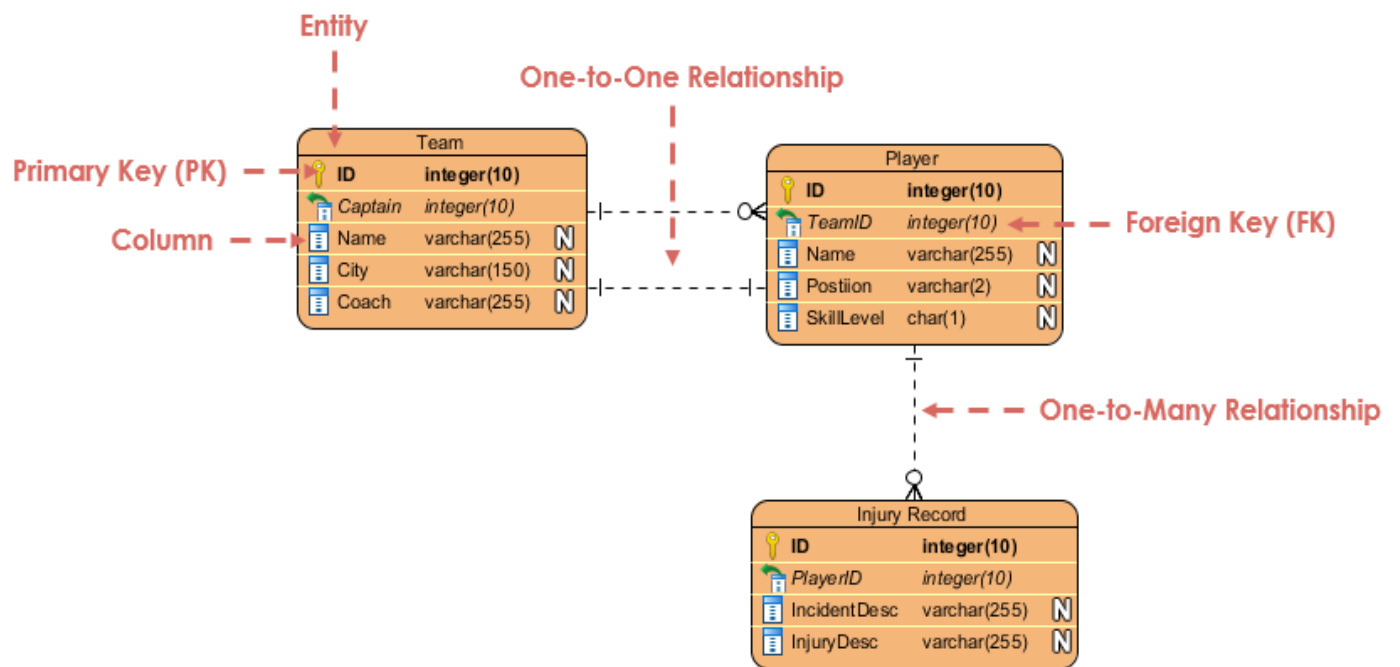 Entity
One-to-One Relationship
Team
Primary Key (PK)
ID integer(10)
Captain integer(10)
Column
Name varchar(255) N
City varchar(150) N
Coach varchar(255) N
Player
ID integer(10)
TeamID integer(10)
Foreign Key (FK)
Name varchar(255) N
Postiion varchar(2) N
SkillLevel char(1) N
One-to-Many Relationship
Injury Record
ID integer(10)
PlayerID integer(10)
IncidentDesc varchar(255) N
InjuryDesc varchar(255) N